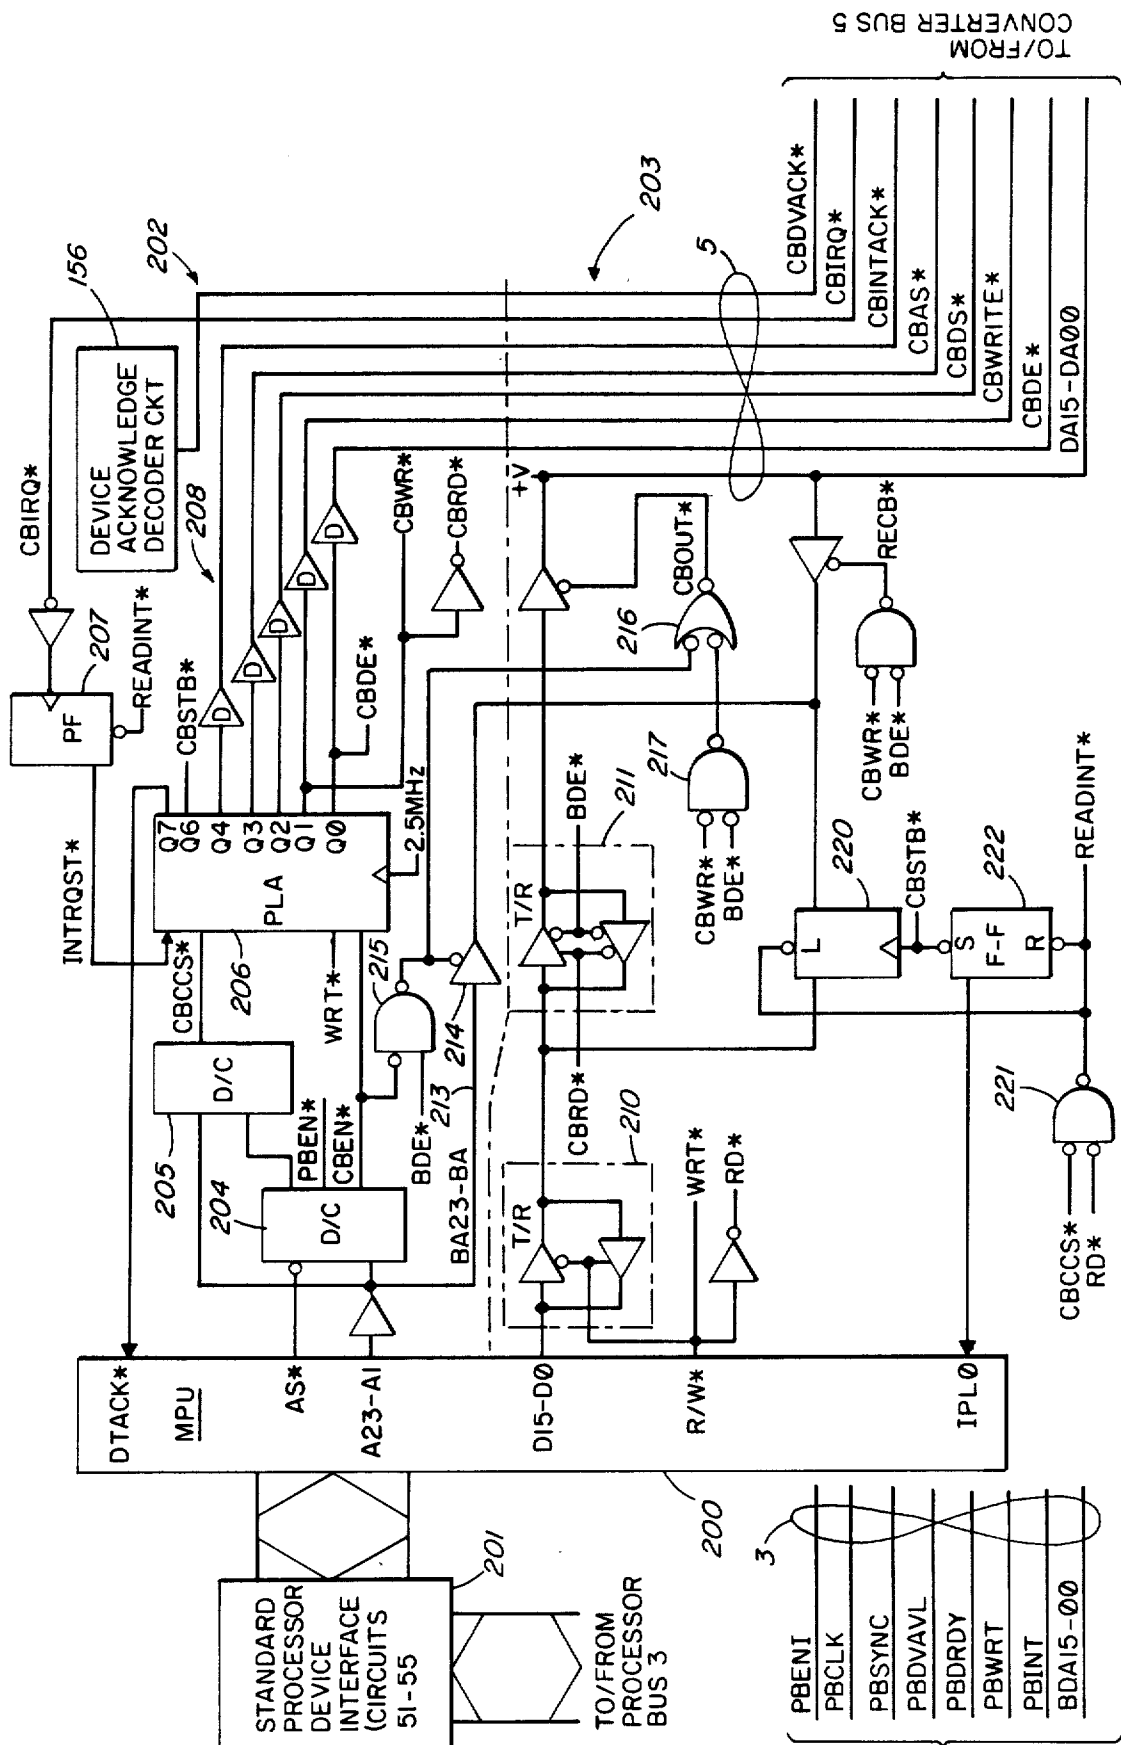 STANDARD
PROCESSOR
DEVICE
INTERFACE
(CIRCUITS
51-55
201
TO/FROM
PROCESSOR
BUS 3
PBENI
PBCLK
PBSYNC
PBDVAVL
PBDRDY
PBWRT
PBINT
BDA15-00
3
200
DTACK*
MPU
AS*
A23-A1
D15-D0
R/W*
IPL0
204
D/C
205
D/C
PBEN*
CBEN*
CBCCS*
INTRQST*
206
PLA
Q7
Q6
Q4
Q3
Q2
Q1
Q0
WRT*
2.5MHz
215
BDE*
213
214
BA23-BA
207
PF
READINT*
CBIRQ*
CBSTB*
DEVICE
ACKNOWLEDGE
DECODER CKT
156
202
208
D
D
D
D
D
CBDE*
CBWR*
CBRD*
203
210
T/R
WRT*
RD*
211
T/R
CBRD*
BDE*
217
CBWR*
BDE*
216
CBOUT*
+V
5
RECB*
CBWR*
BDE*
220
L
CBSTB*
222
S
F-F
R
READINT*
221
CBCCS*
RD*
CBDVACK*
CBIRQ*
CBINTACK*
CBAS*
CBDS*
CBWRITE*
CBDE*
DA15-DA00
TO/FROM
CONVERTER BUS 5